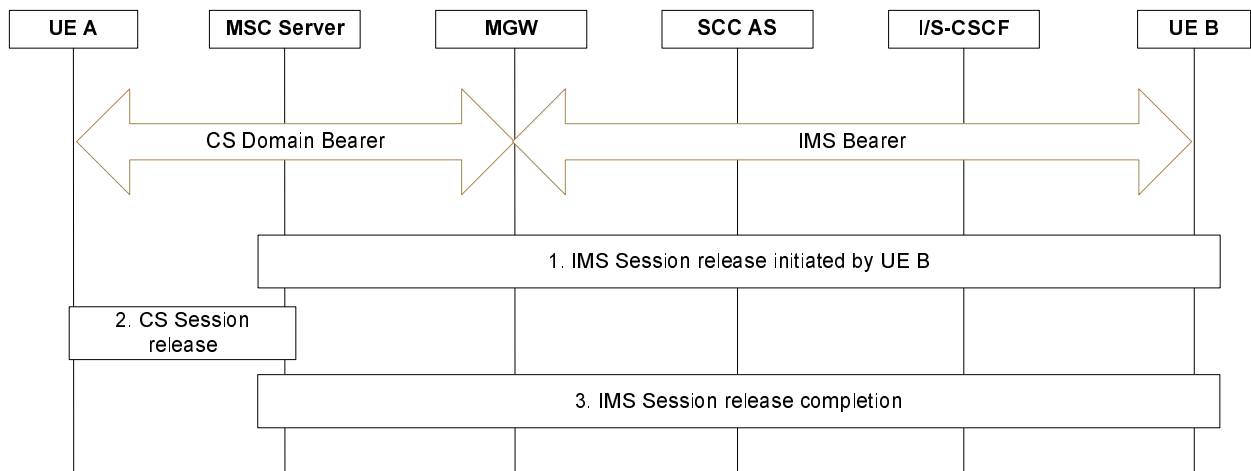 UE A
MSC Server
MGW
SCC AS
I/S-CSCF
UE B
CS Domain Bearer
IMS Bearer
1. IMS Session release initiated by UE B
2. CS Session
release
3. IMS Session release completion